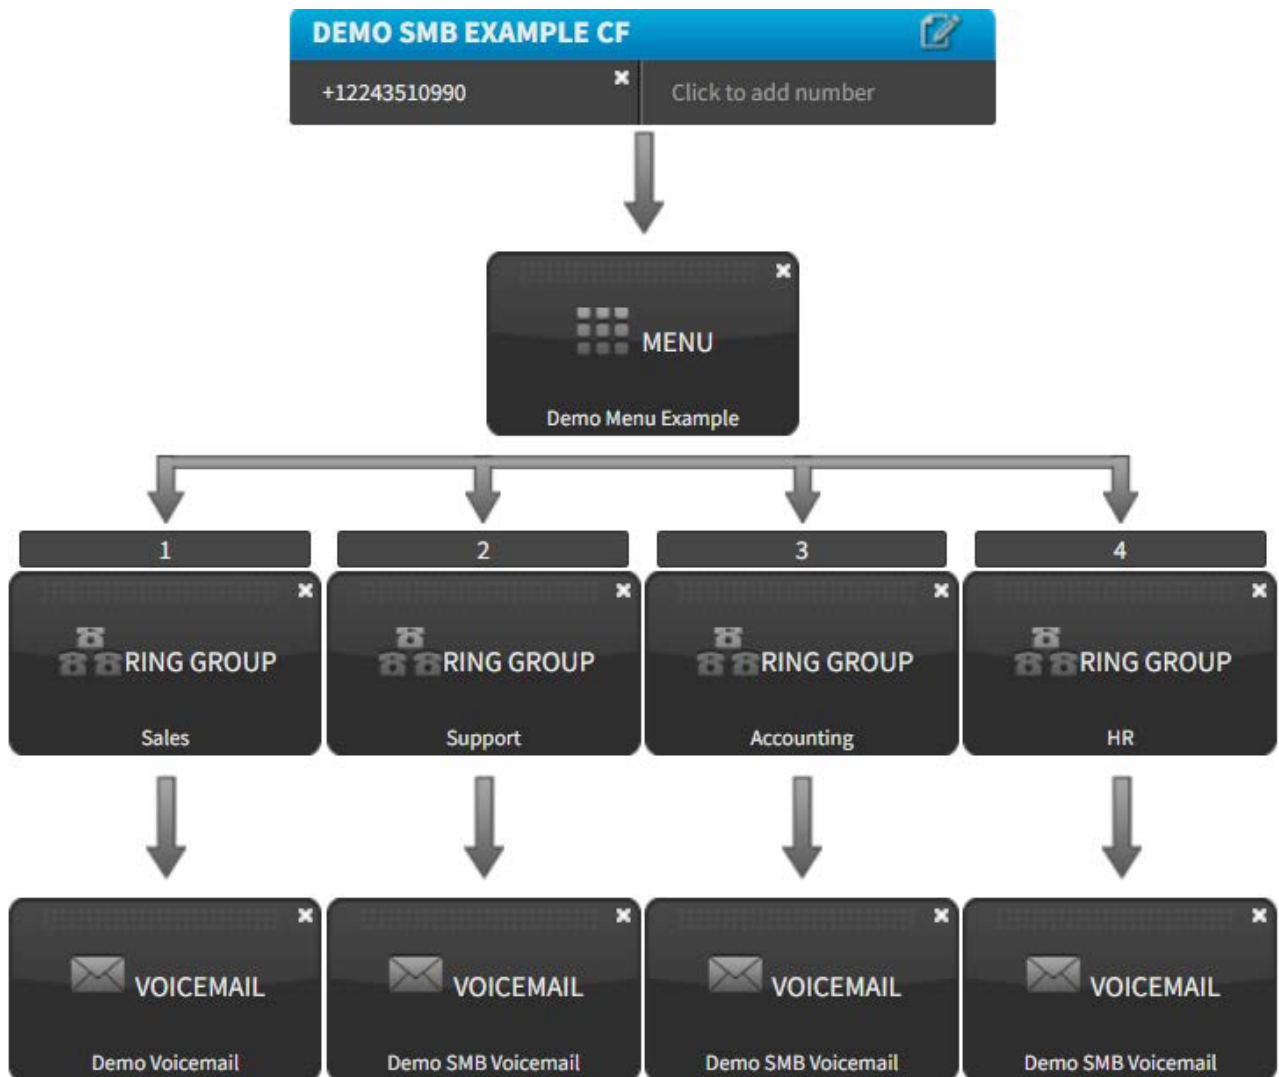 DEMO SMB EXAMPLE CF
+12243510990 Click to add number
MENU
Demo Menu Example
1 2 3 4
RING GROUP RING GROUP RING GROUP RING GROUP
Sales Support Accounting HR
VOICEMAIL VOICEMAIL VOICEMAIL VOICEMAIL
Demo Voicemail Demo SMB Voicemail Demo SMB Voicemail Demo SMB Voicemail